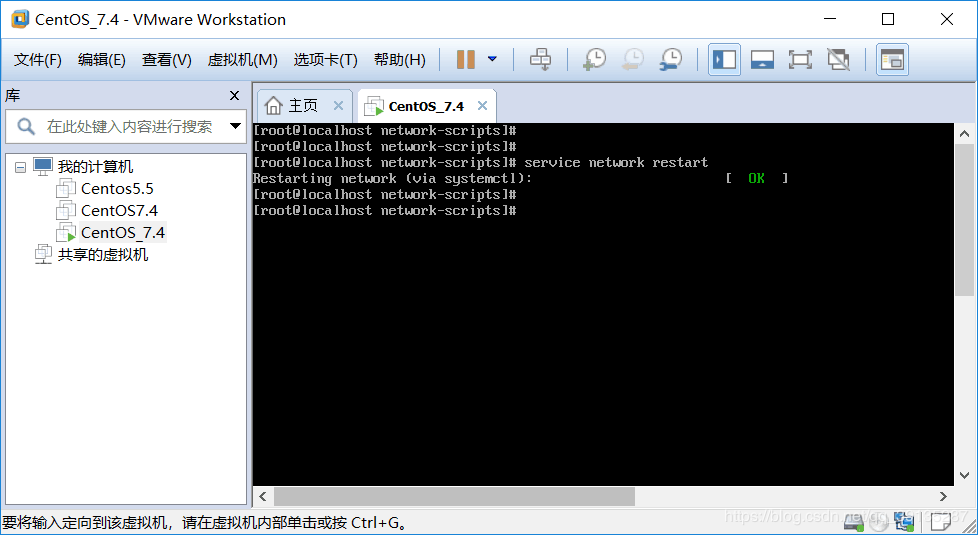 CentOS_7.4 - VMware Workstation
文件(F) 编辑(E) 查看(V) 虚拟机(M) 选项卡(T) 帮助(H)
库
在此处键入内容进行搜索
我的计算机
Centos5.5
CentOS7.4
CentOS_7.4
共享的虚拟机
主页 CentOS_7.4
[root@localhost network-scripts]#
[root@localhost network-scripts]#
[root@localhost network-scripts]# service network restart
Restarting network (via systemctl): [ OK ]
[root@localhost network-scripts]#
[root@localhost network-scripts]#
要将输入定向到该虚拟机，请在虚拟机内部单击或按 Ctrl+G。